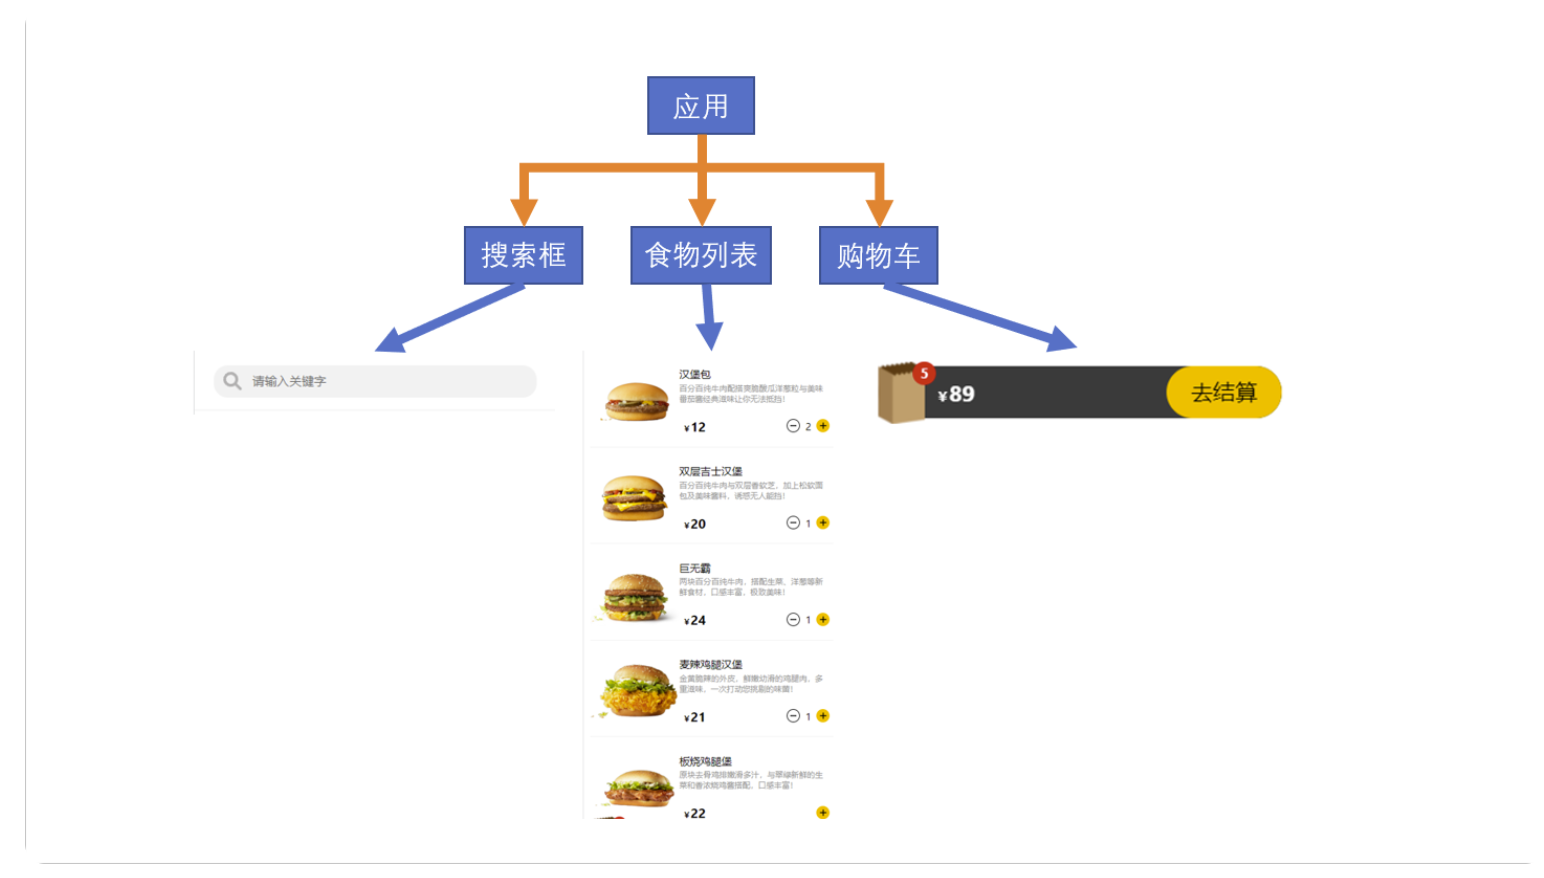 应用
搜索框
食物列表
购物车
请输入关键字
汉堡包
百分百纯牛肉配搭爽脆酸瓜洋葱粒与美味
番茄酱经典滋味让你无法抵挡!
¥12
2
双层吉士汉堡
百分百纯牛肉与双层香软芝,加上松软面
包及美味酱料,诱惑无人能挡!
¥20
1
巨无霸
两块百分百纯牛肉,搭配生菜、洋葱等新
鲜食材,口感丰富,极致美味!
¥24
1
麦辣鸡腿汉堡
金黄脆辣的外皮,鲜嫩幼滑的鸡腿肉,多
重滋味,一次打动您挑剔的味蕾!
¥21
1
板烧鸡腿堡
原块去骨鸡排嫩滑多汁,与翠绿新鲜的生
菜和香浓烧鸡酱搭配,口感丰富!
¥22
5
¥89
去结算